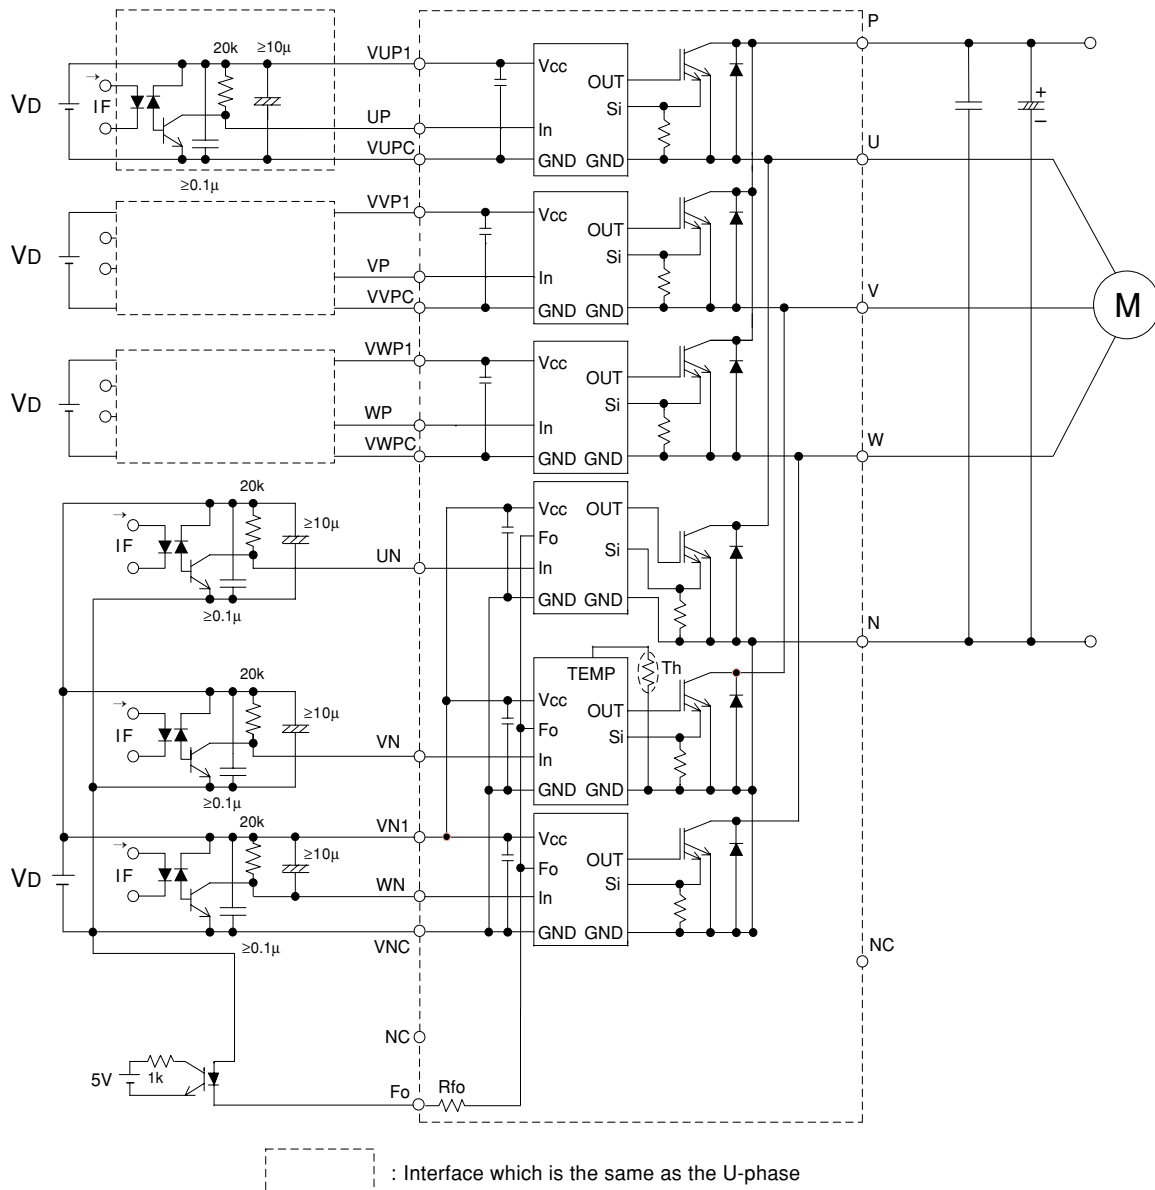 P
20k
≥10μ
VUP1
Vcc
OUT
VD
IF
Si
UP
In
U
VUPC
GND GND
≥0.1μ
VVP1
Vcc
OUT
VD
Si
VP
In
V
VVPC
GND GND
M
VWP1
Vcc
OUT
VD
Si
WP
In
W
VWPC
GND GND
20k
Vcc OUT
≥10μ
IF
Fo
Si
UN
In
GND GND
≥0.1μ
N
TEMP
Th
20k
Vcc
≥10μ
OUT
IF
Fo
Si
VN
In
GND GND
≥0.1μ
20k
VN1
Vcc
≥10μ
OUT
VD
IF
Fo
Si
WN
In
GND GND
VNC
≥0.1μ
NC
NC
5V
1k
Fo
Rfo
+
–
: Interface which is the same as the U-phase